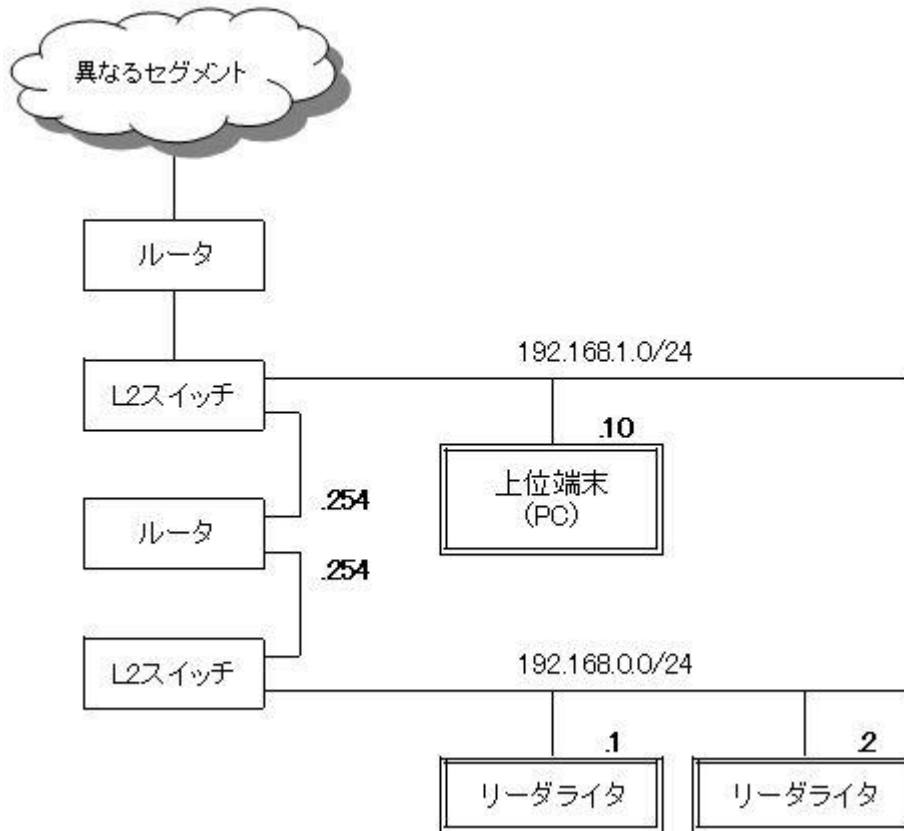 異なるセグメント
ルータ
192.168.1.0/24
L2スイッチ
.10
上位端末
(PC)
.254
ルータ
.254
L2スイッチ
192.168.0.0/24
.1
.2
リーダライタ
リーダライタ